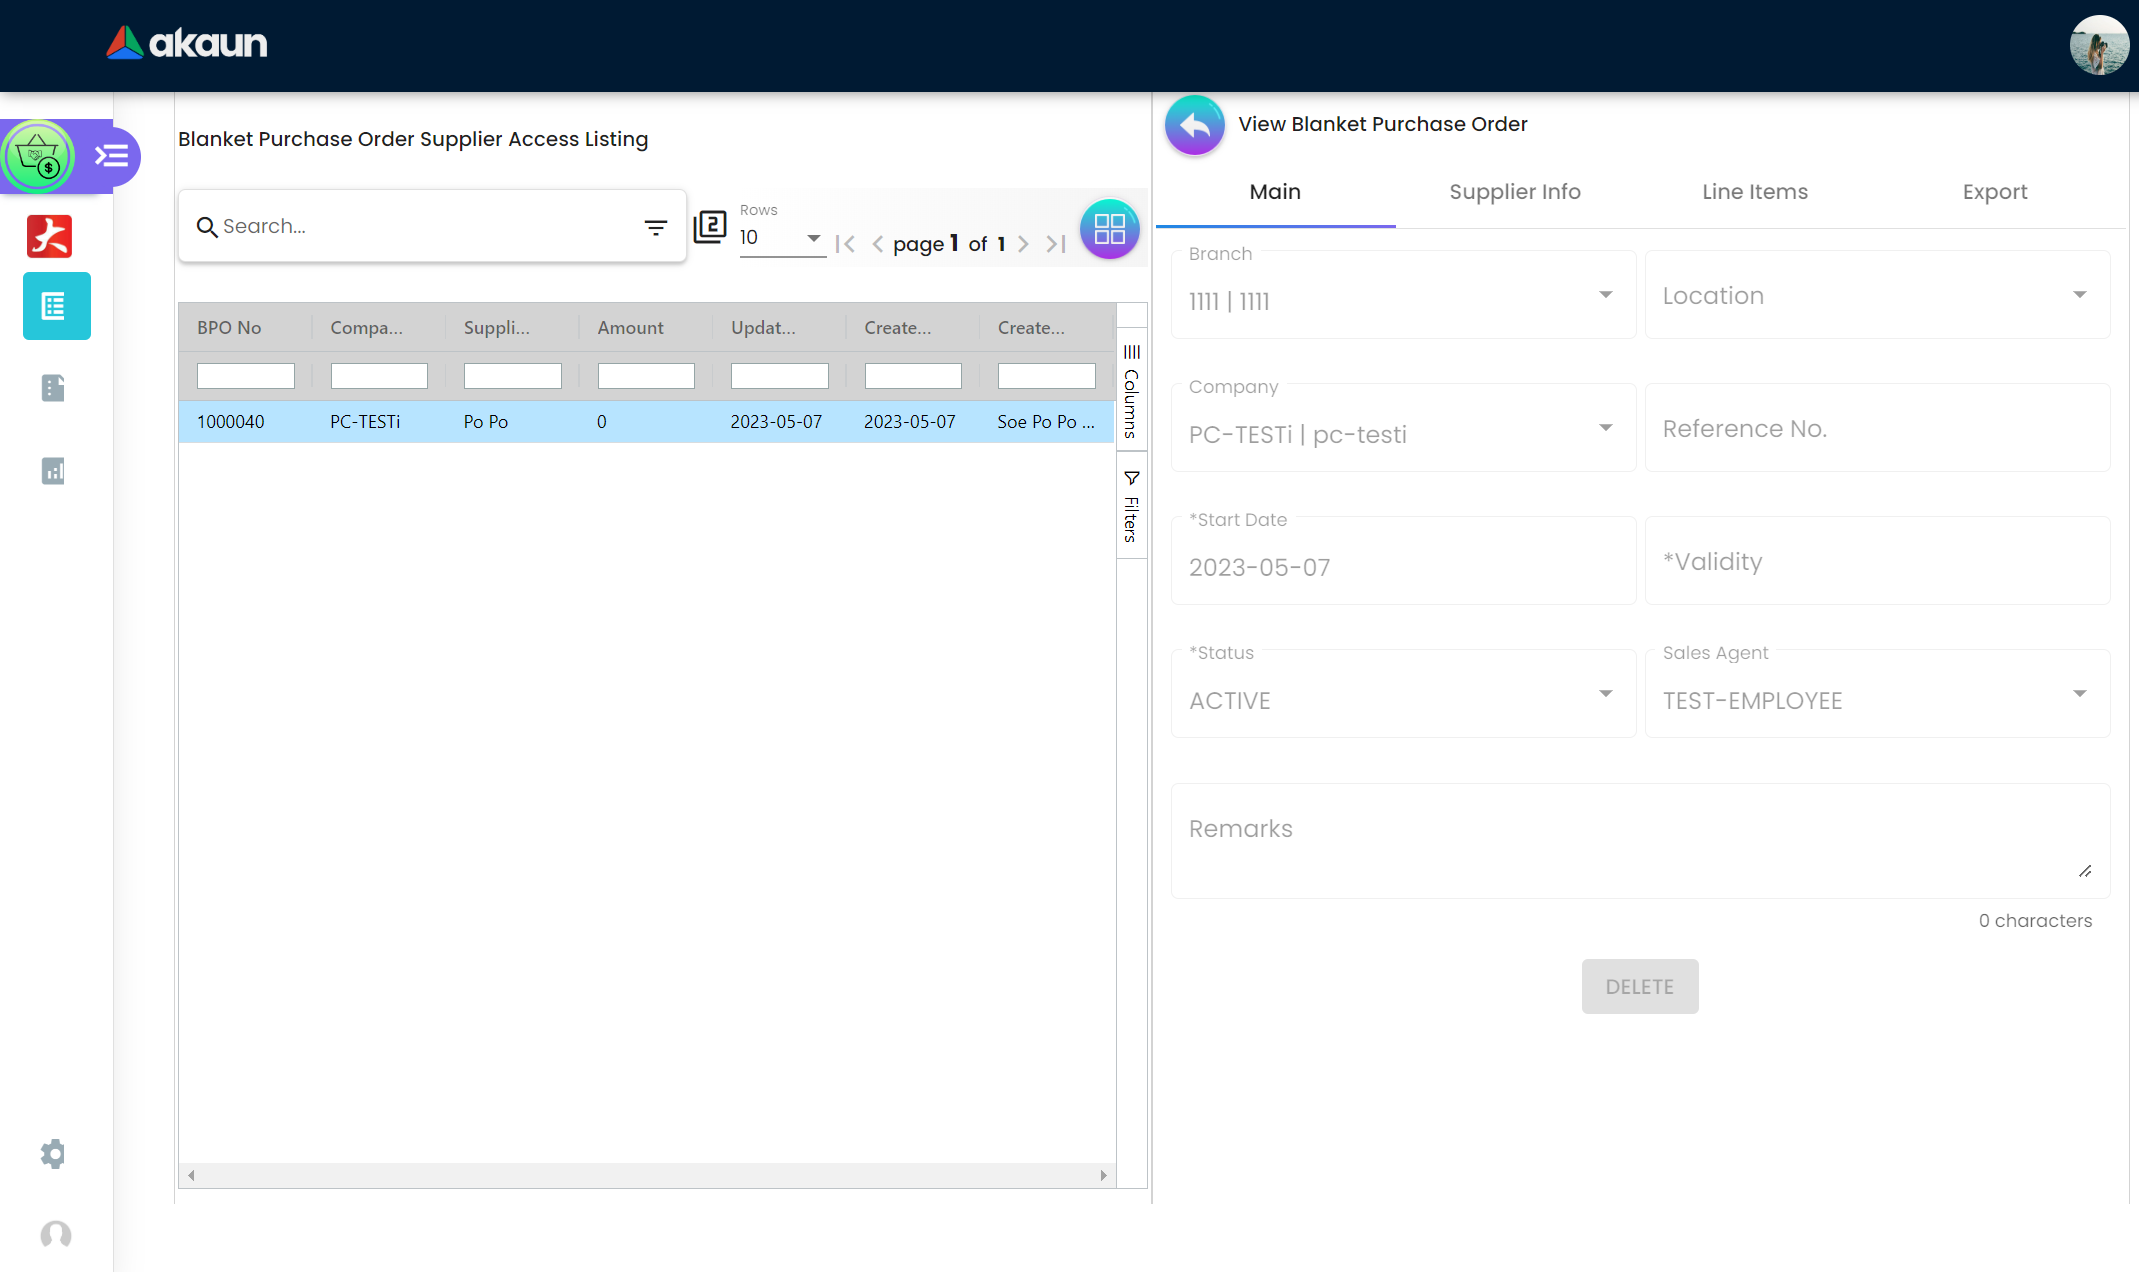 akaun
Blanket Purchase Order Supplier Access Listing
Search...
2
Rows
10
page 1 of 1
BPO No Compa... Suppli... Amount Updat... Create... Create...
1000040 PC-TESTi Po Po 0 2023-05-07 2023-05-07 Soe Po Po ...
Columns
Filters
View Blanket Purchase Order
Main Supplier Info Line Items Export
Branch
1111 | 1111
Location
Company
PC-TESTi | pc-testi
Reference No.
*Start Date
2023-05-07
*Validity
*Status
ACTIVE
Sales Agent
TEST-EMPLOYEE
Remarks
0 characters
DELETE